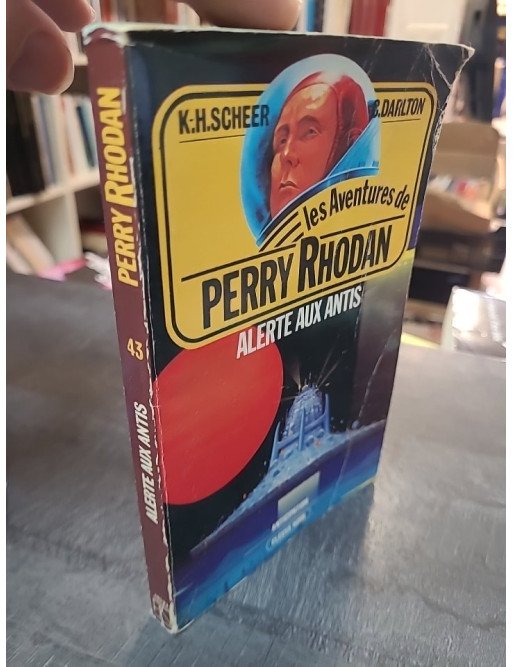 PERRY RHODAN
43
ALERTE AUX ANTIS
K.-H. SCHEER
C. DARLTON
les Aventures de
PERRY RHODAN
ALERTE AUX ANTIS